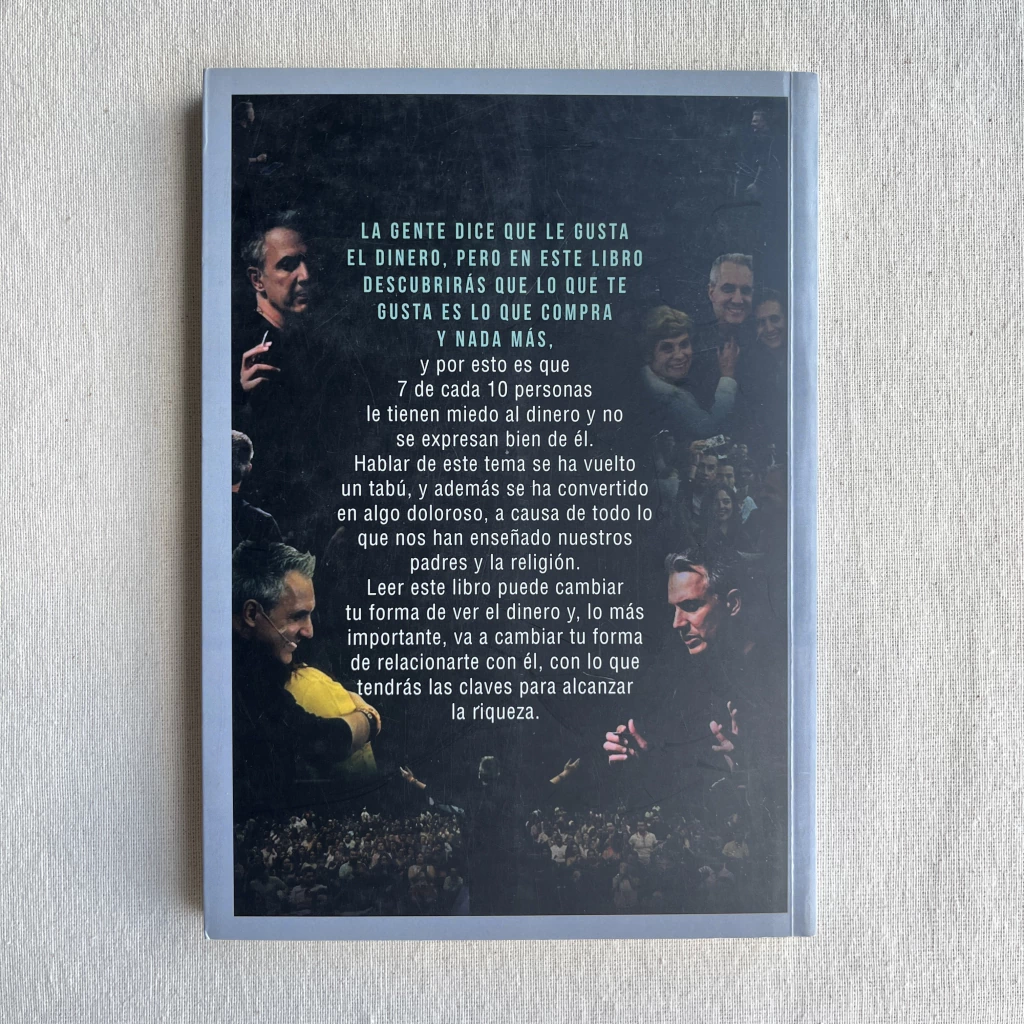 LA GENTE DICE QUE LE GUSTA
EL DINERO, PERO EN ESTE LIBRO
DESCUBRIRÁS QUE LO QUE TE
GUSTA ES LO QUE COMPRA
Y NADA MÁS,
y por esto es que
7 de cada 10 personas
le tienen miedo al dinero y no
se expresan bien de él.
Hablar de este tema se ha vuelto
un tabú, y además se ha convertido
en algo doloroso, a causa de todo lo
que nos han enseñado nuestros
padres y la religión.
Leer este libro puede cambiar
tu forma de ver el dinero y, lo más
importante, va a cambiar tu forma
de relacionarte con él, con lo que
tendrás las claves para alcanzar
la riqueza.